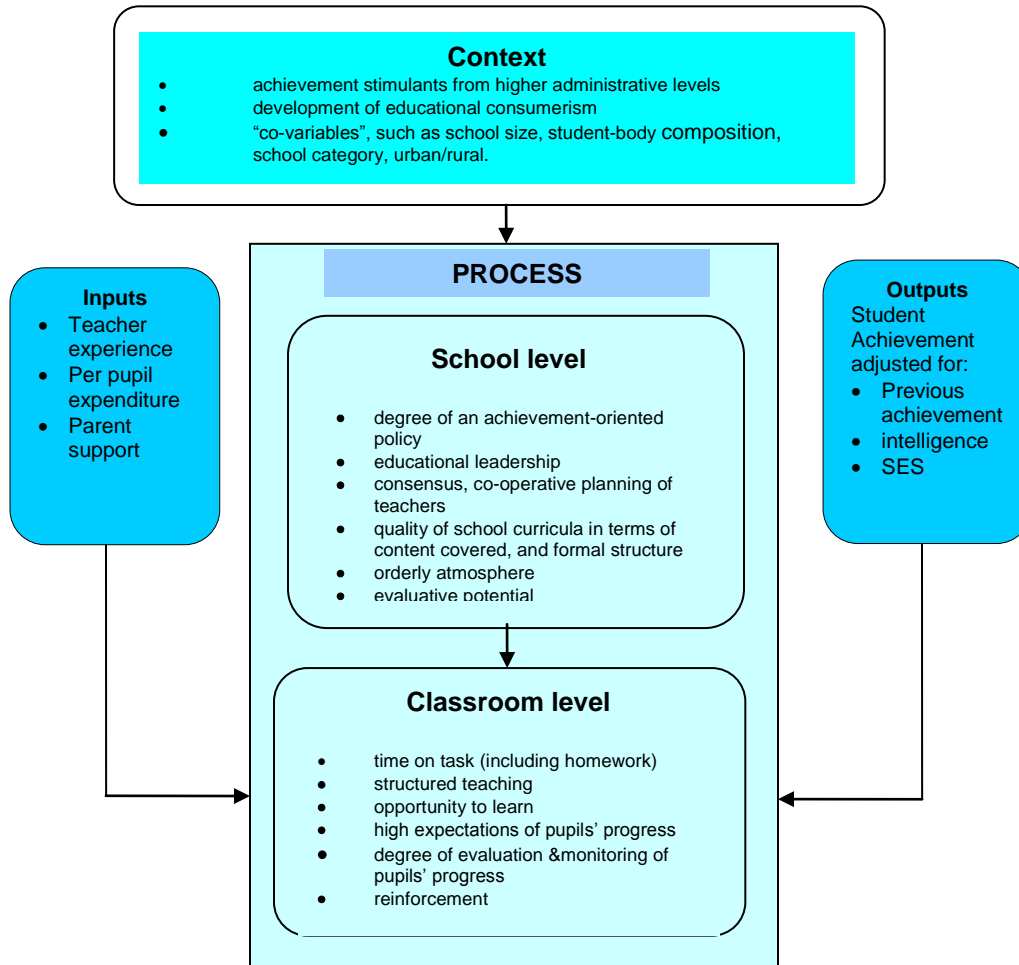 Context
• achievement stimulants from higher administrative levels
• development of educational consumerism
• “co-variables”, such as school size, student-body composition,
school category, urban/rural.
PROCESS
Inputs
• Teacher
experience
• Per pupil
expenditure
• Parent
support
School level
• degree of an achievement-oriented
policy
• educational leadership
• consensus, co-operative planning of
teachers
• quality of school curricula in terms of
content covered, and formal structure
• orderly atmosphere
• evaluative potential
Outputs
Student
Achievement
adjusted for:
• Previous
achievement
• intelligence
• SES
Classroom level
• time on task (including homework)
• structured teaching
• opportunity to learn
• high expectations of pupils’ progress
• degree of evaluation &monitoring of
pupils’ progress
• reinforcement